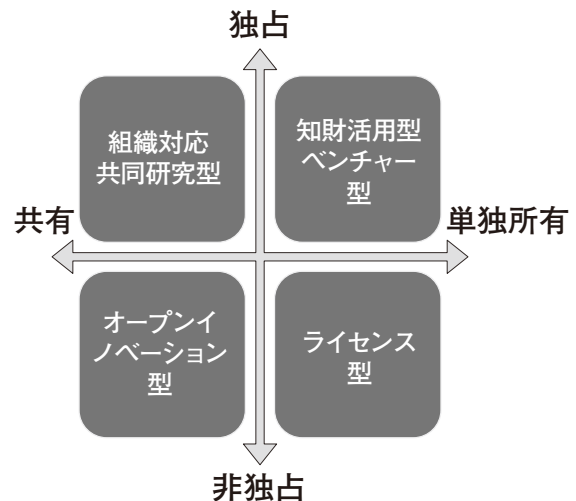 独占
組織対応
共同研究型
知財活用型
ベンチャー
型
共有
単独所有
オープンイ
ノベーション
型
ライセンス
型
非独占